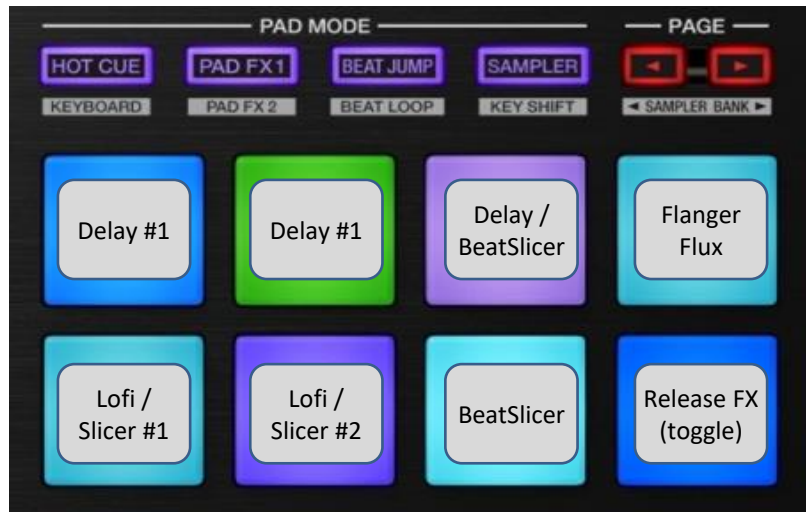 PAD MODE
PAGE
HOT CUE
PAD FX1
BEAT JUMP
SAMPLER
◄
►
KEYBOARD
PAD FX 2
BEAT LOOP
KEY SHIFT
◄ SAMPLER BANK ►
Delay #1
Delay #1
Delay /
BeatSlicer
Flanger
Flux
Lofi /
Slicer #1
Lofi /
Slicer #2
BeatSlicer
Release FX
(toggle)